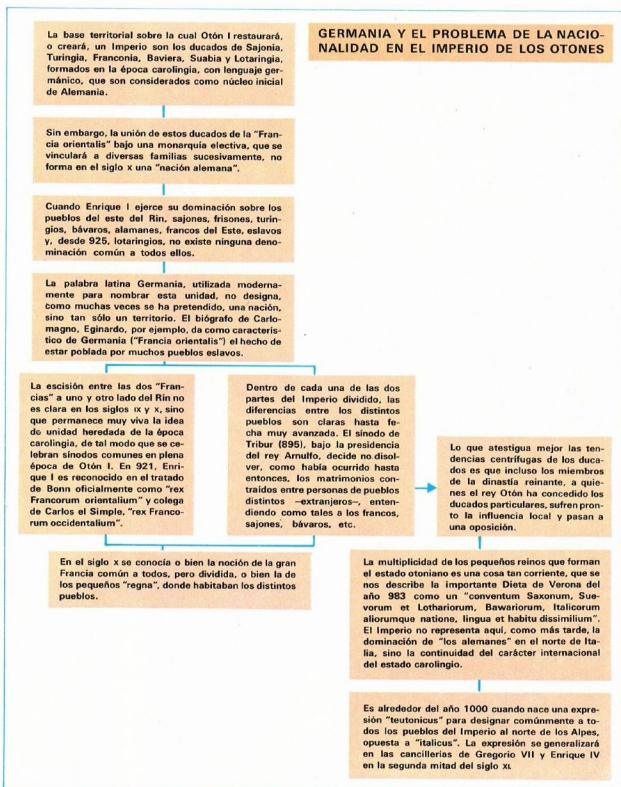 GERMANIA Y EL PROBLEMA DE LA NACIO-
NALIDAD EN EL IMPERIO DE LOS OTONES
La base territorial sobre la cual Otón I restaurará,
o creará, un Imperio son los ducados de Sajonia,
Turingia, Franconia, Baviera, Suabia y Lotaringia,
formados en la época carolingia, con lenguaje ger-
mánico, que son considerados como núcleo inicial
de Alemania.
Sin embargo, la unión de estos ducados de la "Fran-
cia orientalis" bajo una monarquía electiva, que se
vinculará a diversas familias sucesivamente, no
forma en el siglo x una "nación alemana".
Cuando Enrique I ejerce su dominación sobre los
pueblos del este del Rin, sajones, frisones, turin-
gios, bávaros, alamanes, francos del Este, eslavos
y, desde 925, lotaringios, no existe ninguna deno-
minación común a todos ellos.
La palabra latina Germania, utilizada moderna-
mente para nombrar esta unidad, no designa,
como muchas veces se ha pretendido, una nación,
sino tan sólo un territorio. El biógrafo de Carlo-
magno, Eginardo, por ejemplo, da como caracterís-
tico de Germania ("Francia orientalis") el hecho de
estar poblada por muchos pueblos eslavos.
La escisión entre las dos "Fran-
cias" a uno y otro lado del Rin no
es clara en los siglos IX y X, sino
que permanece muy viva la idea
de unidad heredada de la época
carolingia, de tal modo que se ce-
lebran sínodos comunes en plena
época de Otón I. En 921, Enri-
que I es reconocido en el tratado
de Bonn oficialmente como "rex
Francorum orientalium" y colega
de Carlos el Simple, "rex Franco-
rum occidentalium".
Dentro de cada una de las dos
partes del Imperio dividido, las
diferencias entre los distintos
pueblos son claras hasta fe-
cha muy avanzada. El sínodo de
Tribur (895), bajo la presidencia
del rey Arnulfo, decide no disol-
ver, como había ocurrido hasta
entonces, los matrimonios con-
traídos entre personas de pueblos
distintos —extranjeros—, enten-
diendo como tales a los francos,
sajones, bávaros, etc.
En el siglo x se conocía o bien la noción de la gran
Francia común a todos, pero dividida, o bien la de
los pequeños "regna", donde habitaban los distintos
pueblos.
Lo que atestigua mejor las ten-
dencias centrífugas de los duca-
dos es que incluso los miembros
de la dinastía reinante, a quie-
nes el rey Otón ha concedido los
ducados particulares, sufren pron-
to la influencia local y pasan a
una oposición.
La multiplicidad de los pequeños reinos que forman
el estado otoniano es una cosa tan corriente, que se
nos describe la importante Dieta de Verona del
año 983 como un "conventum Saxonum, Sue-
vorum et Lothariorum, Bawariorum, Italicorum
aliorumque natione, lingua et habitu dissimilium".
El Imperio no representa aquí, como más tarde, la
dominación de "los alemanes" en el norte de Ita-
lia, sino la continuidad del carácter internacional
del estado carolingio.
Es alrededor del año 1000 cuando nace una expre-
sión "teutonicus" para designar comúnmente a to-
dos los pueblos del Imperio al norte de los Alpes,
opuesta a "italicus". La expresión se generalizará
en las cancillerías de Gregorio VII y Enrique IV
en la segunda mitad del siglo XI.